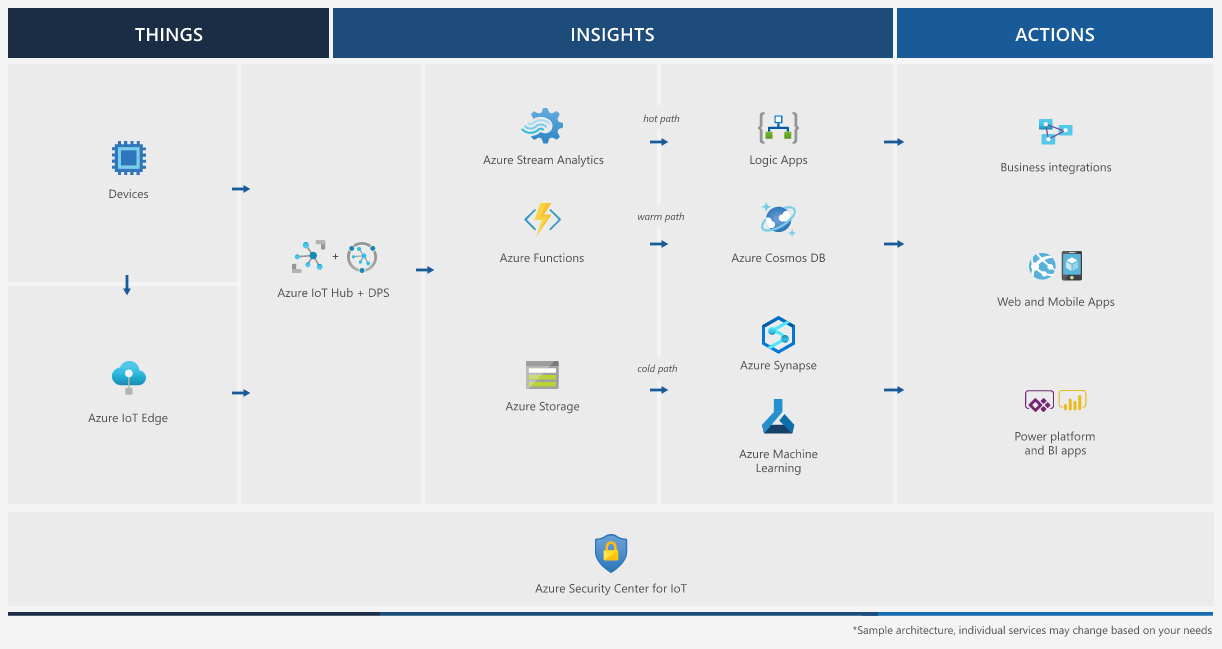 THINGS
INSIGHTS
ACTIONS
Devices
Azure IoT Edge
+
Azure IoT Hub + DPS
Azure Stream Analytics
hot path
Logic Apps
Business integrations
Azure Functions
warm path
Azure Cosmos DB
Web and Mobile Apps
Azure Storage
cold path
Azure Synapse
Azure Machine
Learning
Power platform
and BI apps
Azure Security Center for IoT
*Sample architecture, individual services may change based on your needs